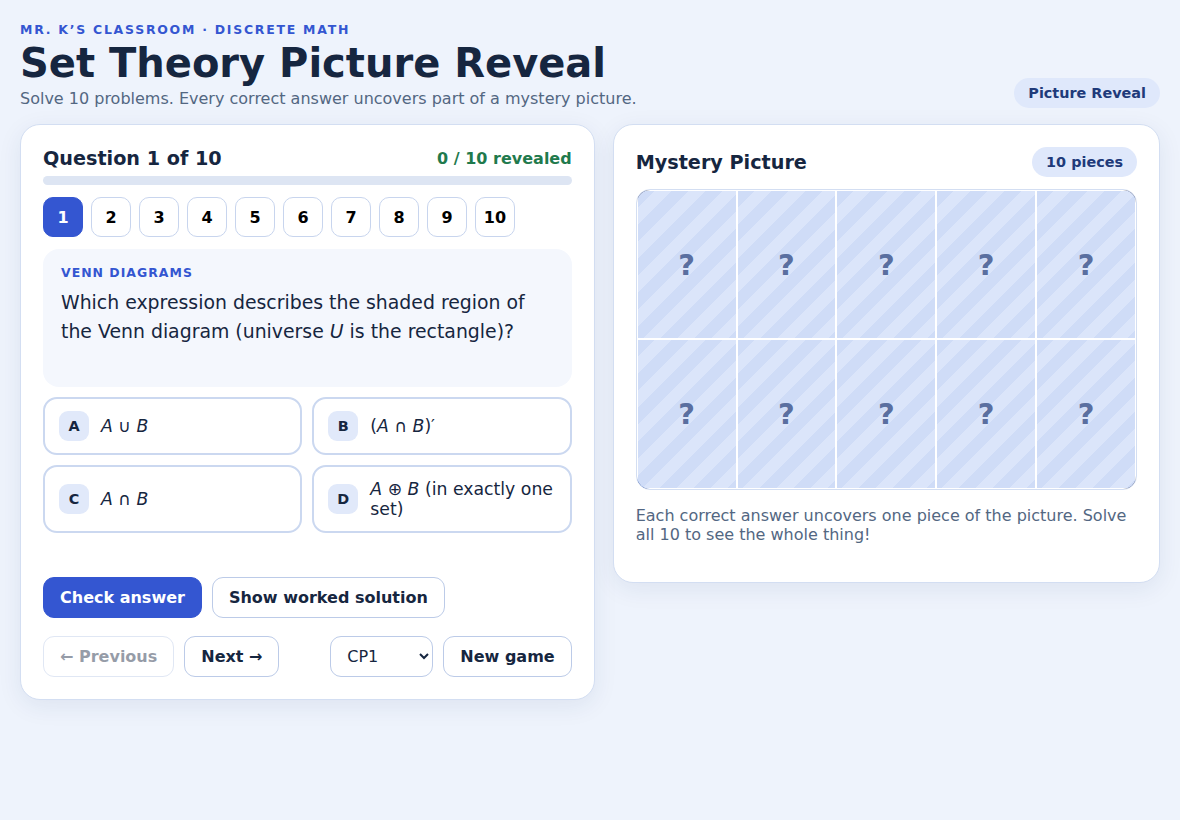 MR. K’S CLASSROOM · DISCRETE MATH
Set Theory Picture Reveal
Solve 10 problems. Every correct answer uncovers part of a mystery picture.
Picture Reveal
Question 1 of 10
0 / 10 revealed
1 2 3 4 5 6 7 8 9 10
VENN DIAGRAMS
Which expression describes the shaded region of
the Venn diagram (universe U is the rectangle)?
A A ∪ B
B (A ∩ B)′
C A ∩ B
D A ⊕ B (in exactly one
set)
Check answer
Show worked solution
← Previous
Next →
CP1
New game
Mystery Picture
10 pieces
? ? ? ? ?
? ? ? ? ?
Each correct answer uncovers one piece of the picture. Solve
all 10 to see the whole thing!